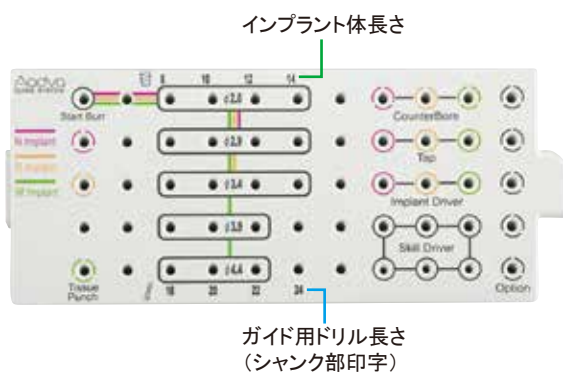 インプラント体長さ
8 10 12 14
Aadva
Start Burr
φ2.0
CounterBore
N Implant
φ2.9
Tap
R Implant
φ3.4
Implant Driver
W Implant
φ3.8
Skill Driver
φ4.4
Tissue
Punch
18 20 22 24
Option
ガイド用ドリル長さ
(シャンク部印字)